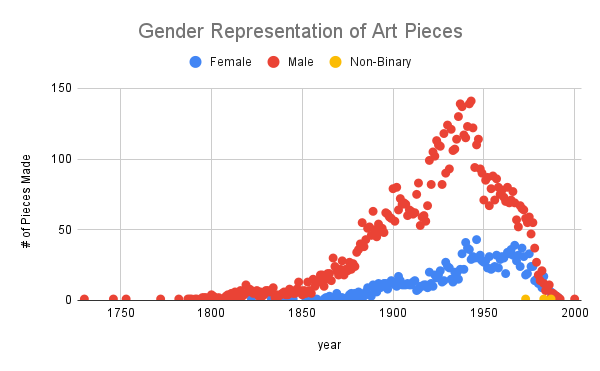 Gender Representation of Art Pieces
Female Male Non-Binary
150
100
50
0
1750 1800 1850 1900 1950 2000
# of Pieces Made
year